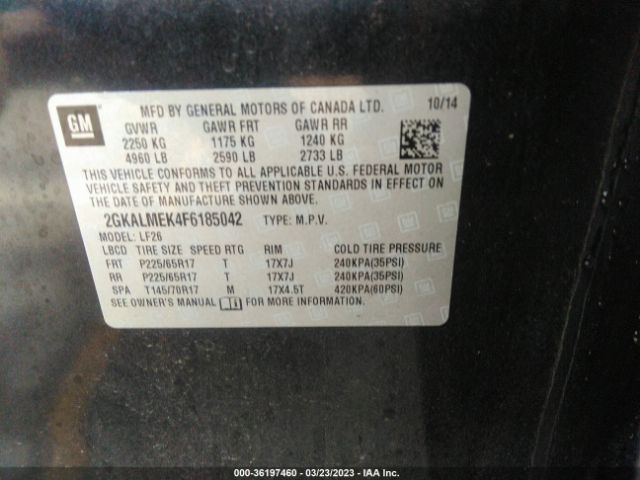 GM
MFD BY GENERAL MOTORS OF CANADA LTD. 10/14
GVWR GAWR FRT GAWR RR
2250 KG 1175 KG 1240 KG
4960 LB 2590 LB 2733 LB
THIS VEHICLE CONFORMS TO ALL APPLICABLE U.S. FEDERAL MOTOR
VEHICLE SAFETY AND THEFT PREVENTION STANDARDS IN EFFECT ON
THE DATE OF MANUFACTURE SHOWN ABOVE.
2GKALMEK4F6185042 TYPE: M.P.V.
MODEL: LF26
LBCD TIRE SIZE SPEED RTG RIM COLD TIRE PRESSURE
FRT P225/65R17 T 17X7J 240KPA(35PSI)
RR P225/65R17 T 17X7J 240KPA(35PSI)
SPA T145/70R17 M 17X4.5T 420KPA(60PSI)
SEE OWNER'S MANUAL FOR MORE INFORMATION.
000-36197460 - 03/23/2023 - IAA Inc.